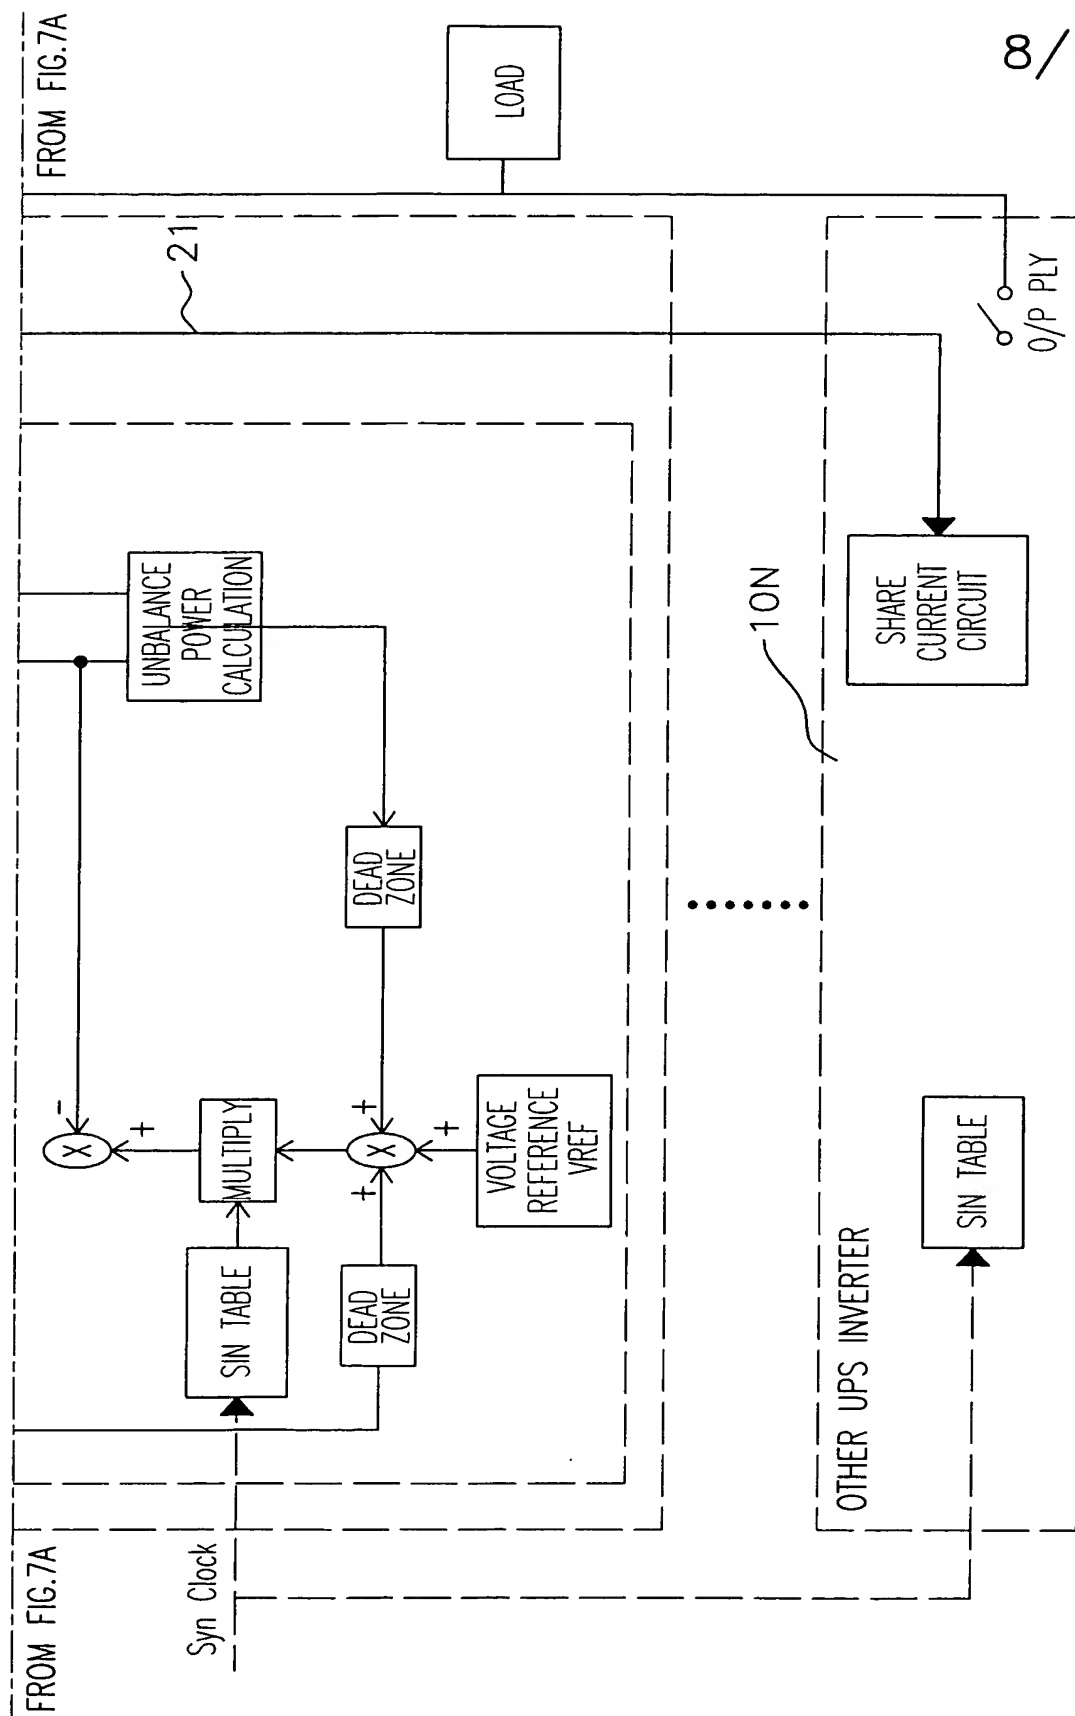 8/
FROM FIG.7A
FROM FIG.7A
LOAD
21
UNBALANCE
POWER
CALCULATION
DEAD
ZONE
X
-
+
MULTIPLY
SIN TABLE
X
+
+
+
DEAD
ZONE
VOLTAGE
REFERENCE
VREF
Syn Clock
10N
OTHER UPS INVERTER
SHARE
CURRENT
CIRCUIT
O/P PLY
SIN TABLE